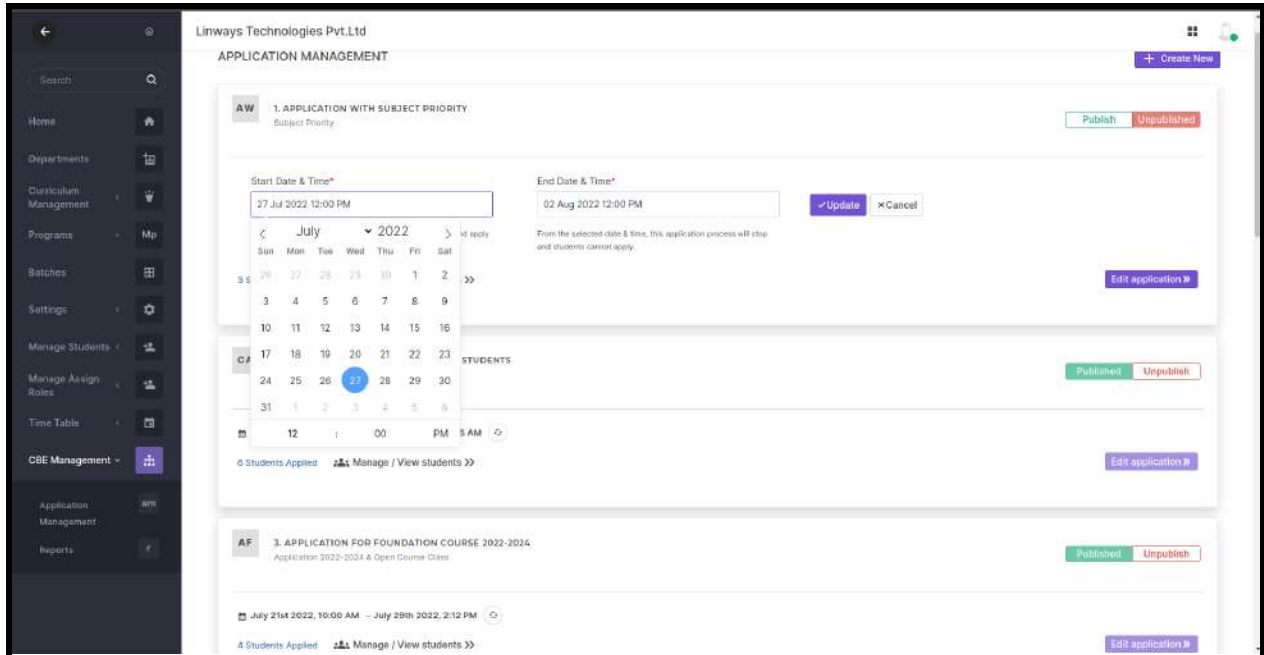 Linways Technologies Pvt.Ltd
APPLICATION MANAGEMENT
+ Create New
Search
Home
Departments
Curriculum
Management
Programs
Mp
Batches
Settings
Manage Students
Manage Assign
Roles
Time Table
CBE Management
Application
Management
am
Reports
r
AW
1. APPLICATION WITH SUBJECT PRIORITY
Subject Priority
Publish Unpublished
Start Date & Time*
27 Jul 2022 12:00 PM
End Date & Time*
02 Aug 2022 12:00 PM
✓Update ×Cancel
apply
From the selected date & time, this application process will stop
and students cannot apply.
July 2022
Sun Mon Tue Wed Thu Fri Sat
26 27 28 29 30 1 2
3 4 5 6 7 8 9
10 11 12 13 14 15 16
17 18 19 20 21 22 23
24 25 26 27 28 29 30
31 1 2 3 4 5 6
12 : 00 PM
3 S
>>
Edit application »
CA
STUDENTS
Published Unpublish
5 AM
6 Students Applied Manage / View students >>
Edit application »
AF
3. APPLICATION FOR FOUNDATION COURSE 2022-2024
Application 2022-2024 & Open Course Class
Published Unpublish
July 21st 2022, 10:00 AM – July 29th 2022, 2:12 PM
4 Students Applied Manage / View students >>
Edit application »